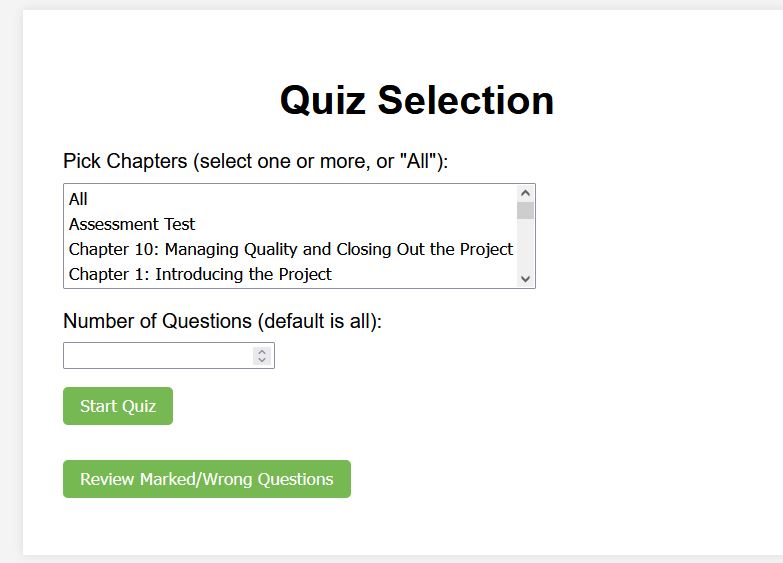 Quiz Selection
Pick Chapters (select one or more, or "All"):
All
Assessment Test
Chapter 10: Managing Quality and Closing Out the Project
Chapter 1: Introducing the Project
Number of Questions (default is all):
Start Quiz
Review Marked/Wrong Questions